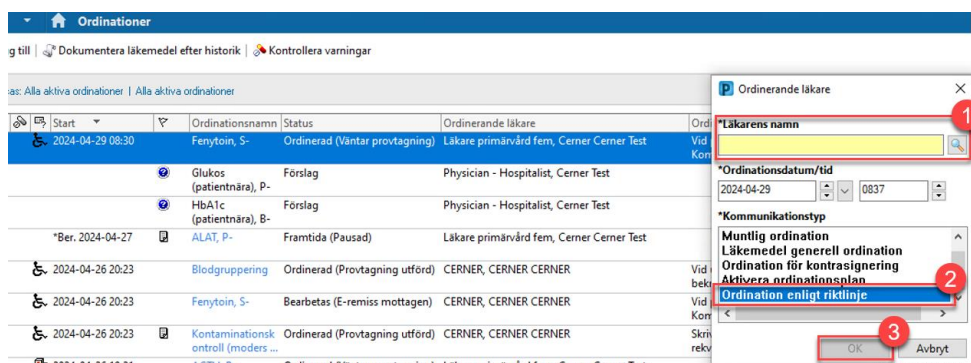 Ordinationer
g till | Dokumentera läkemedel efter historik | Kontrollera varningar
as: Alla aktiva ordinationer | Alla aktiva ordinationer
Start Ordinationsnamn Status Ordinerande läkare Ordi
2024-04-29 08:30 Fenytoin, S- Ordinerad (Väntar provtagning) Läkare primärvård fem, Cerner Cerner Test Vid
Kon
Glukos (patientnära), P- Förslag Physician - Hospitalist, Cerner Test
HbA1c (patientnära), B- Förslag Physician - Hospitalist, Cerner Test
*Ber. 2024-04-27 ALAT, P- Framtida (Pausad) Läkare primärvård fem, Cerner Cerner Test
2024-04-26 20:23 Blodgruppering Ordinerad (Provtagning utförd) CERNER, CERNER CERNER Vid
bek
2024-04-26 20:23 Fenytoin, S- Bearbetas (E-remiss mottagen) CERNER, CERNER CERNER Vid
Kon
2024-04-26 20:23 Kontaminationsk ontroll (moders ... Ordinerad (Provtagning utförd) CERNER, CERNER CERNER Skriv
rekv
Ordinerande läkare
1
*Läkarens namn
*Ordinationsdatum/tid
2024-04-29 0837
*Kommunikationstyp
Muntlig ordination
Läkemedel generell ordination
Ordination för kontrasignering
Aktivera ordinationsplan
2
Ordination enligt riktlinje
3
OK Avbryt